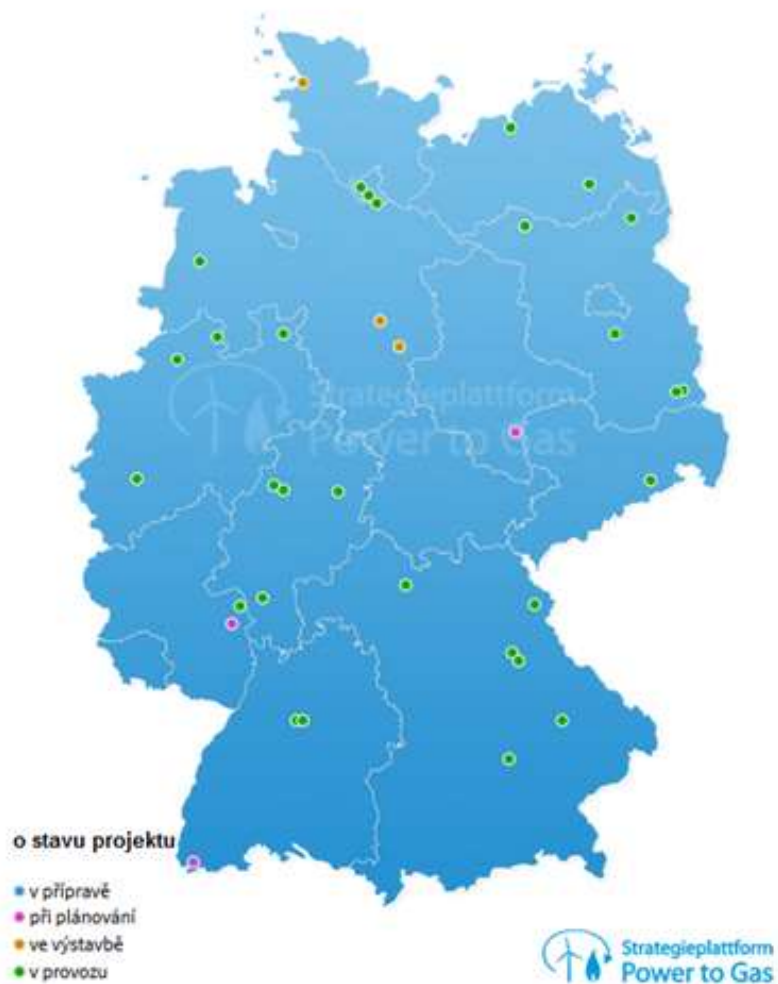 Strategieplattform
Power to Gas
o stavu projektu
v přípravě
při plánování
ve výstavbě
v provozu
Strategieplattform
Power to Gas